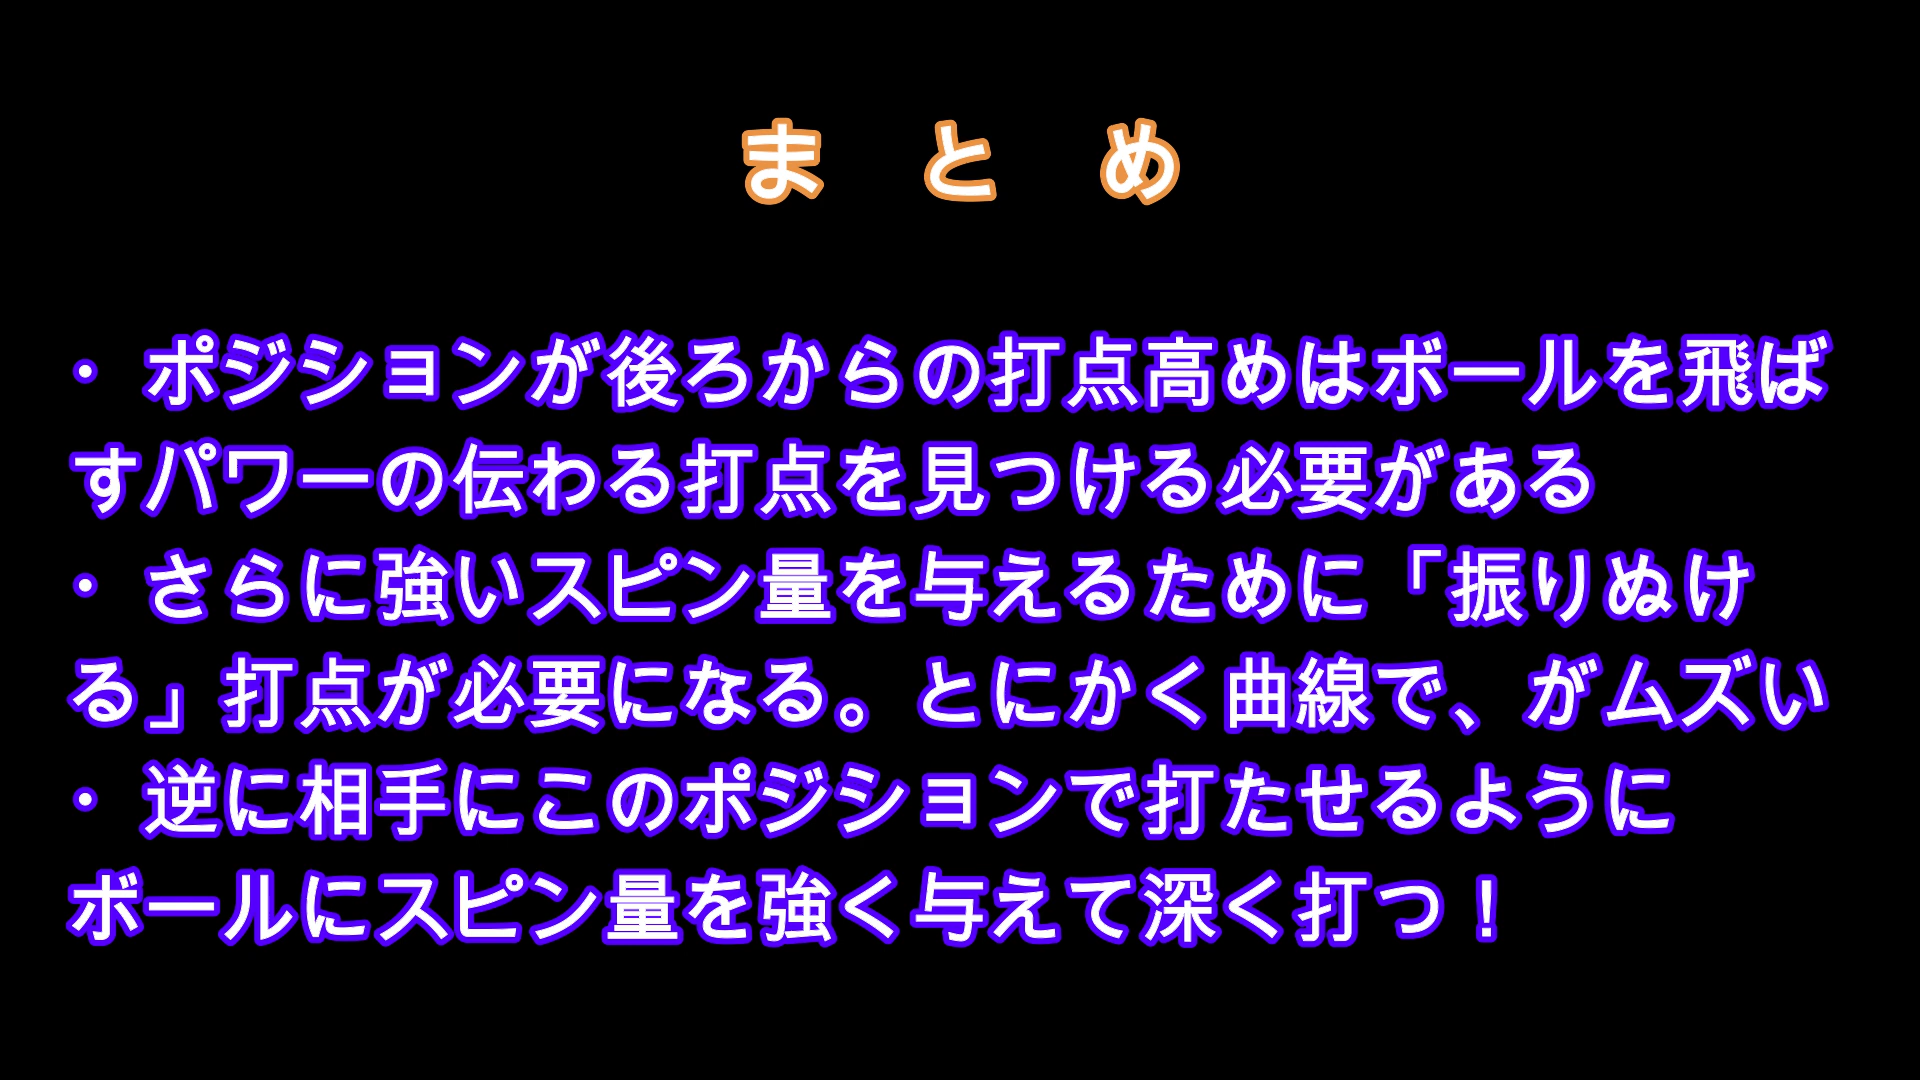 まとめ
・ポジションが後ろからの打点高めはボールを飛ば
すパワーの伝わる打点を見つける必要がある
・さらに強いスピン量を与えるために「振りぬけ
る」打点が必要になる。とにかく曲線で、がムズい
・逆に相手にこのポジションで打たせるように
ボールにスピン量を強く与えて深く打つ！